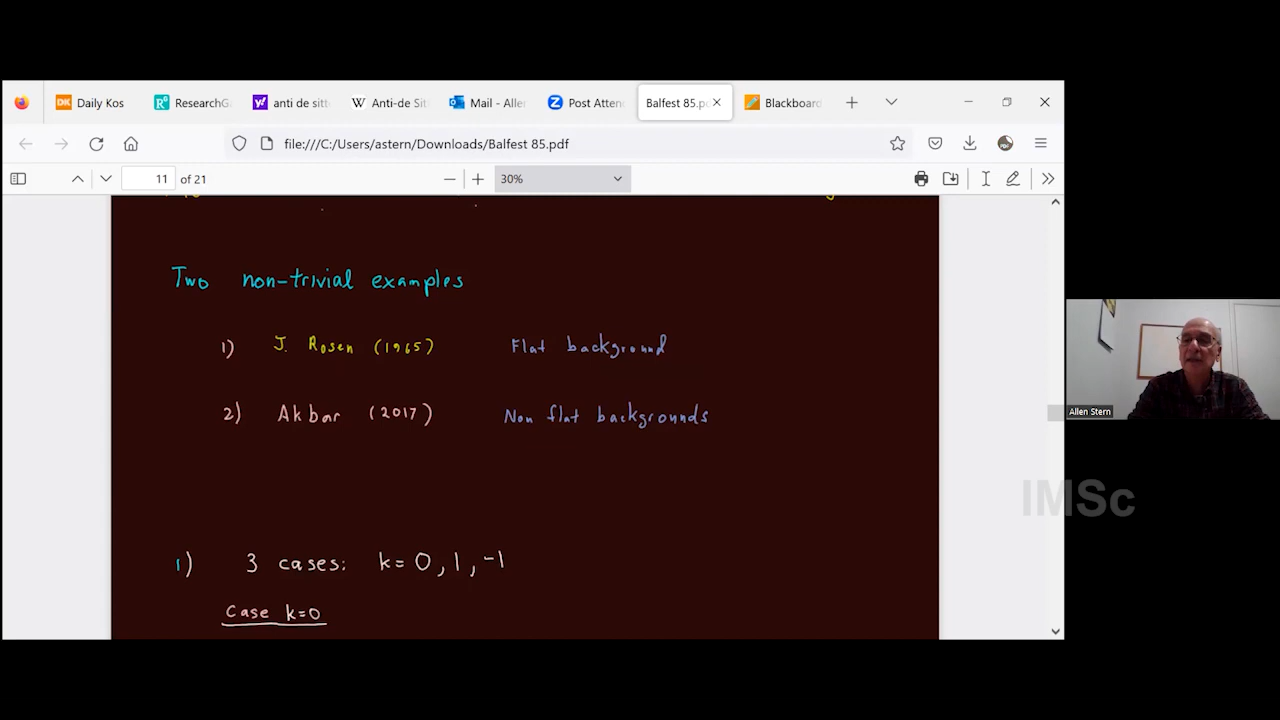 Daily Kos
ResearchG
anti de sitt
Anti-de Sit
Mail - Alle
Post Atten
Balfest 85.p
Blackboard
file:///C:/Users/astern/Downloads/Balfest 85.pdf
11 of 21
30%
Two non-trivial examples
1) J. Rosen (1965) Flat background
2) Akbar (2017) Non flat backgrounds
1) 3 cases: k=0,1,-1
Case k=0
Allen Stern
IMSc